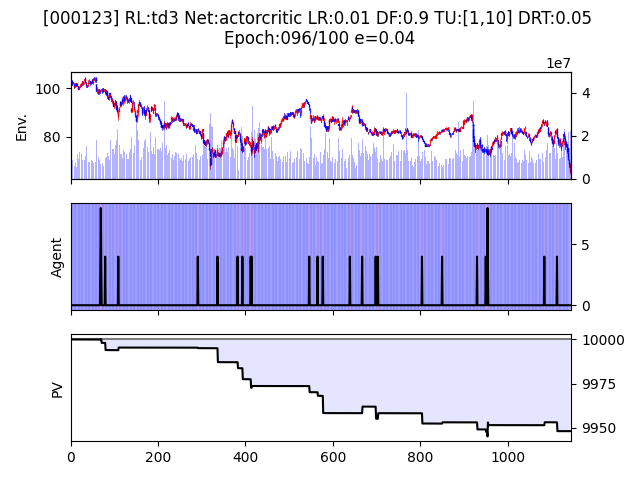 [000123] RL:td3 Net:actorcritic LR:0.01 DF:0.9 TU:[1,10] DRT:0.05
Epoch:096/100 e=0.04
1e7
100
80
Env.
4
2
0
Agent
5
0
PV
10000
9975
9950
0 200 400 600 800 1000